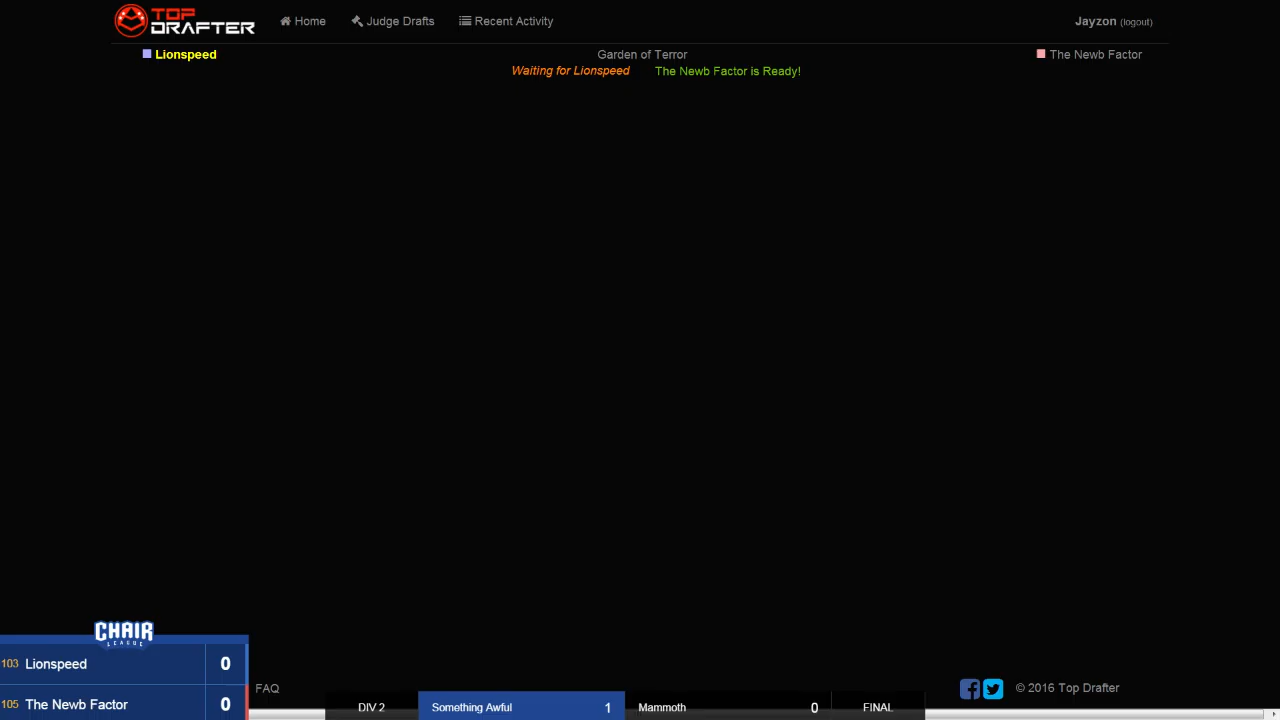 TOP DRAFTER Home Judge Drafts Recent Activity Jayzon (logout)
Lionspeed Garden of Terror The Newb Factor
Waiting for Lionspeed The Newb Factor is Ready!
CHAIR
LEAGUE
103 Lionspeed 0
105 The Newb Factor 0
FAQ © 2016 Top Drafter
DIV 2 Something Awful 1 Mammoth 0 FINAL